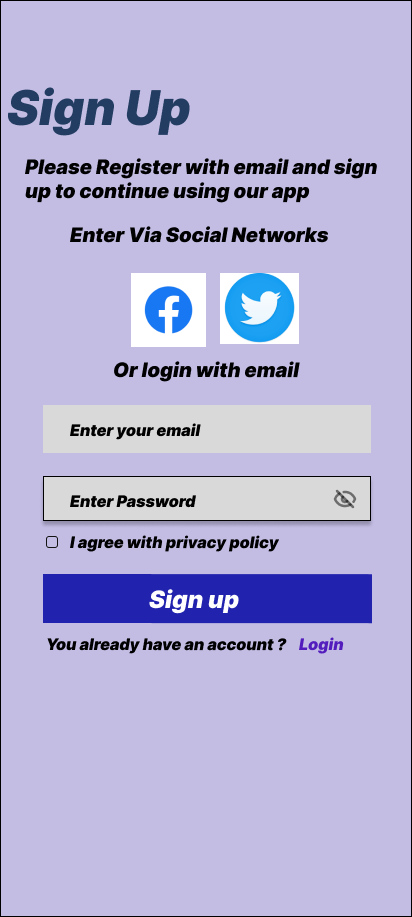 Sign Up
Please Register with email and sign
up to continue using our app
Enter Via Social Networks
Or login with email
Enter your email
Enter Password
I agree with privacy policy
Sign up
You already have an account ? Login